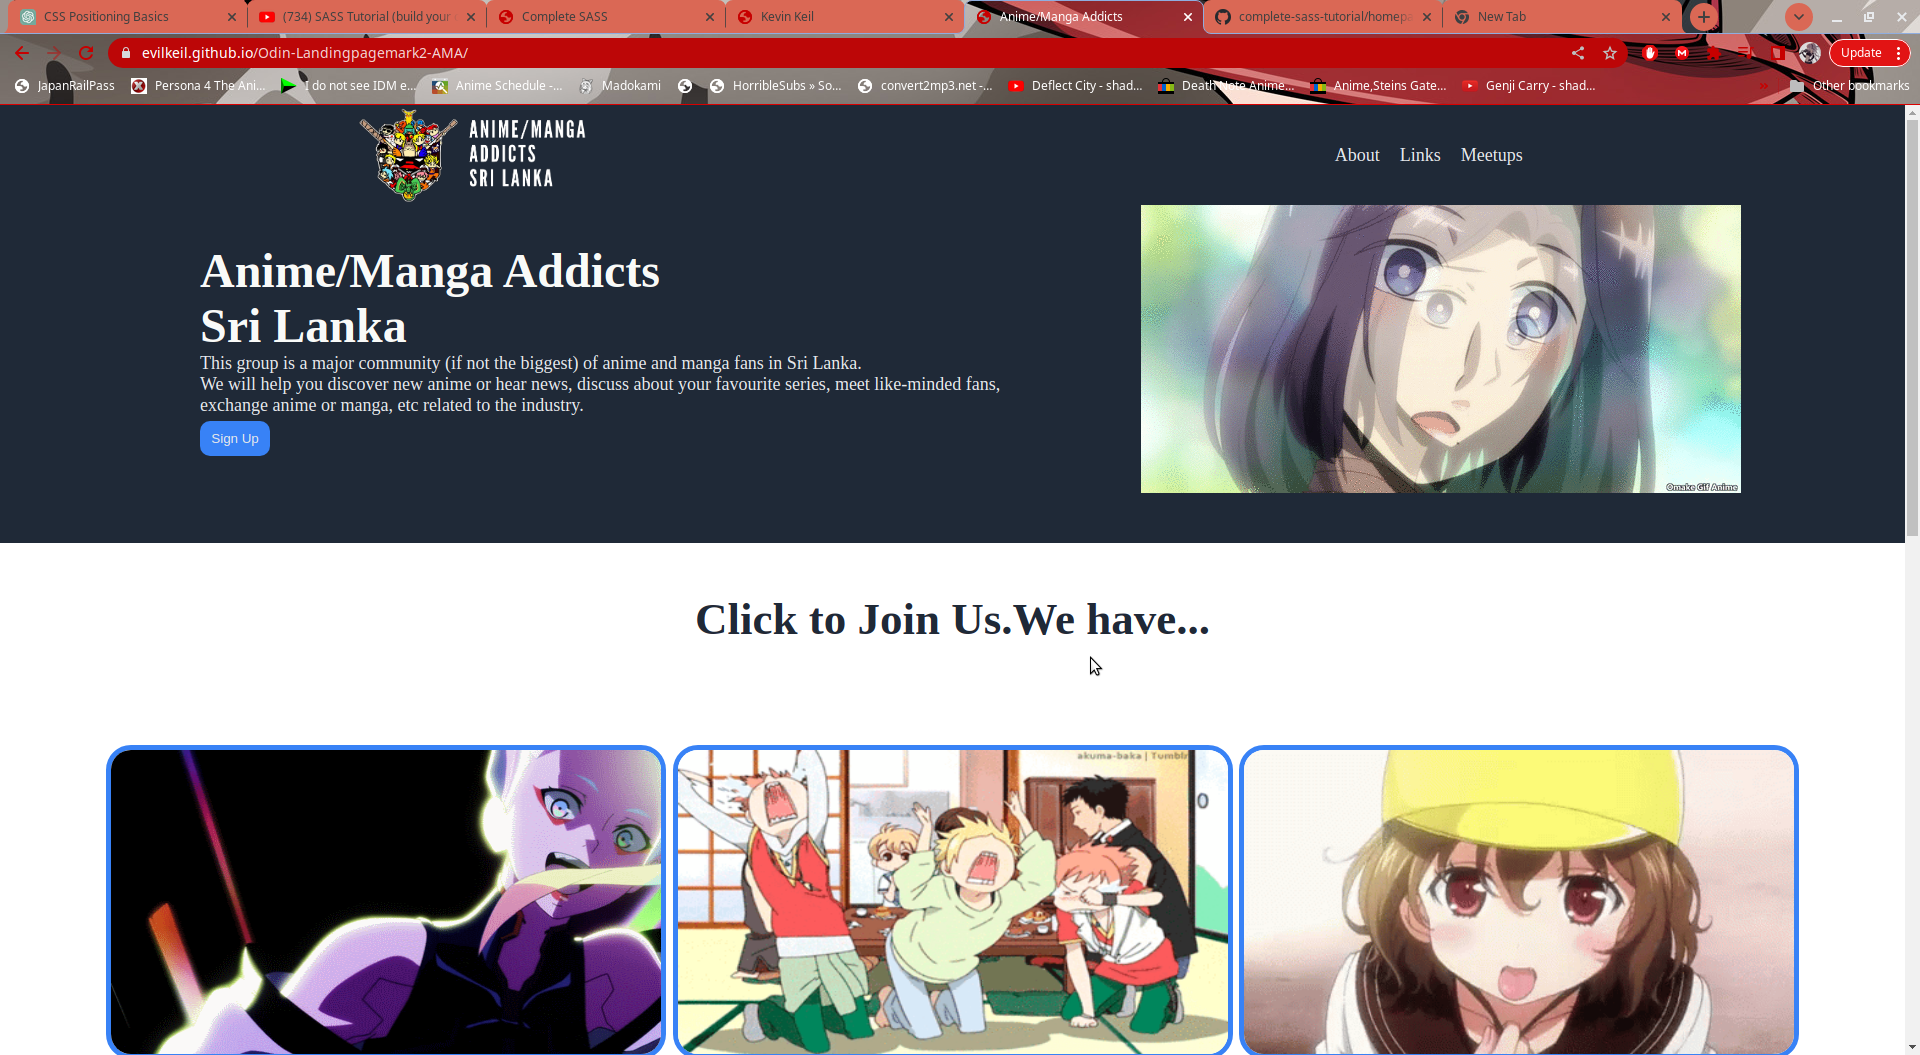 CSS Positioning Basics
(734) SASS Tutorial (build your
Complete SASS
Kevin Keil
Anime/Manga Addicts
complete-sass-tutorial/homepa
New Tab
evilkeil.github.io/Odin-Landingpagemark2-AMA/
Update
JapanRailPass
Persona 4 The Ani...
I do not see IDM e...
Anime Schedule -...
Madokami
HorribleSubs » So...
convert2mp3.net -...
Deflect City - shad...
Death Note Anime...
Anime,Steins Gate...
Genji Carry - shad...
»
Other bookmarks
ANIME/MANGA
ADDICTS
SRI LANKA
About
Links
Meetups
Anime/Manga Addicts
Sri Lanka
This group is a major community (if not the biggest) of anime and manga fans in Sri Lanka.
We will help you discover new anime or hear news, discuss about your favourite series, meet like-minded fans,
exchange anime or manga, etc related to the industry.
Sign Up
Omake Gif Anime
Click to Join Us.We have...
akuma-baka | Tumblr